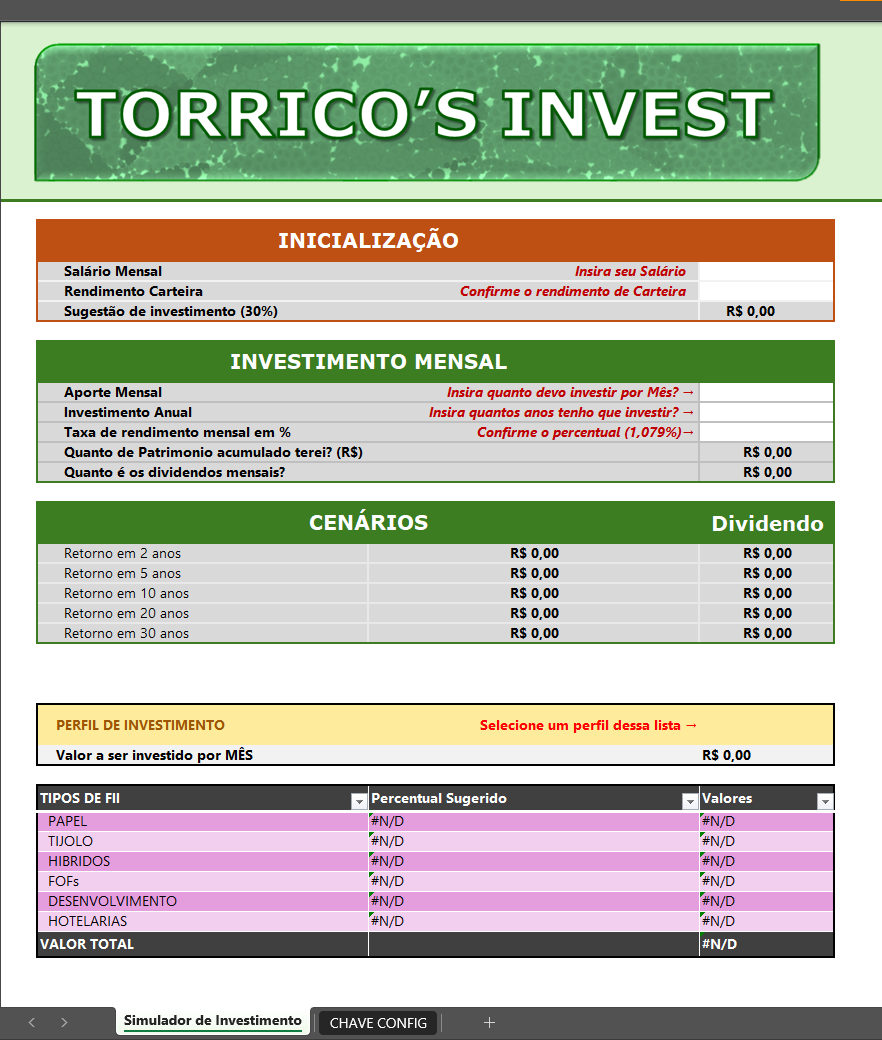 TORRICO’S INVEST
INICIALIZAÇÃO
Salário Mensal Insira seu Salário
Rendimento Carteira Confirme o rendimento de Carteira
Sugestão de investimento (30%) R$ 0,00
INVESTIMENTO MENSAL
Aporte Mensal Insira quanto devo investir por Mês? →
Investimento Anual Insira quantos anos tenho que investir? →
Taxa de rendimento mensal em % Confirme o percentual (1,079%)→
Quanto de Patrimonio acumulado terei? (R$) R$ 0,00
Quanto é os dividendos mensais? R$ 0,00
CENÁRIOS Dividendo
Retorno em 2 anos R$ 0,00 R$ 0,00
Retorno em 5 anos R$ 0,00 R$ 0,00
Retorno em 10 anos R$ 0,00 R$ 0,00
Retorno em 20 anos R$ 0,00 R$ 0,00
Retorno em 30 anos R$ 0,00 R$ 0,00
PERFIL DE INVESTIMENTO Selecione um perfil dessa lista →
Valor a ser investido por MÊS R$ 0,00
TIPOS DE FII Percentual Sugerido Valores
PAPEL #N/D #N/D
TIJOLO #N/D #N/D
HIBRIDOS #N/D #N/D
FOFs #N/D #N/D
DESENVOLVIMENTO #N/D #N/D
HOTELARIAS #N/D #N/D
VALOR TOTAL #N/D
Simulador de Investimento CHAVE CONFIG